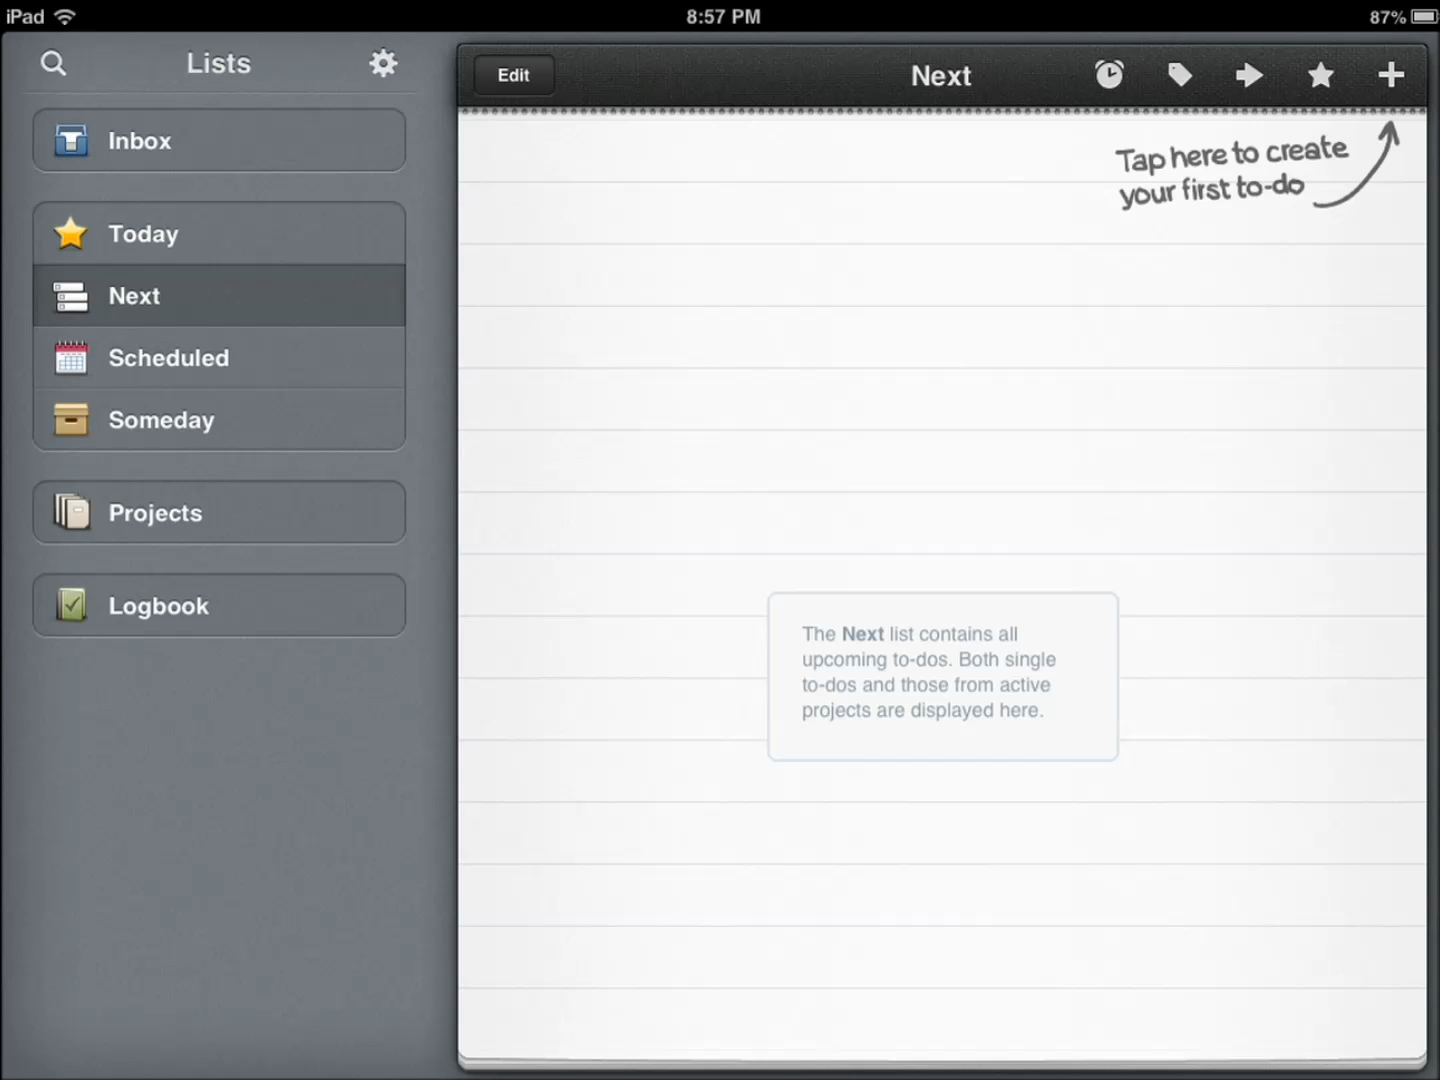 iPad
8:57 PM
87%
Lists
Inbox
Today
Next
Scheduled
Someday
Projects
Logbook
Edit
Next
Tap here to create
your first to-do
The Next list contains all
upcoming to-dos. Both single
to-dos and those from active
projects are displayed here.